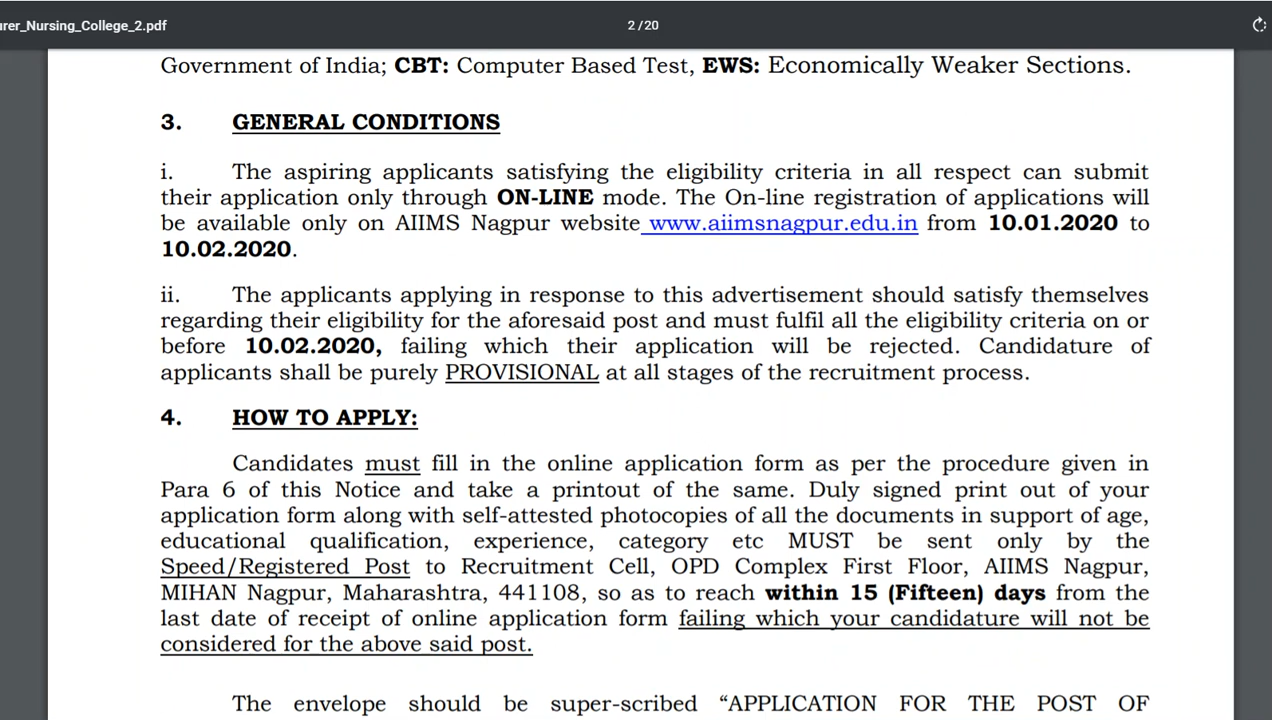 urer_Nursing_College_2.pdf
2 / 20
Government of India; CBT: Computer Based Test, EWS: Economically Weaker Sections.
3. GENERAL CONDITIONS
i. The aspiring applicants satisfying the eligibility criteria in all respect can submit
their application only through ON-LINE mode. The On-line registration of applications will
be available only on AIIMS Nagpur website www.aiimsnagpur.edu.in from 10.01.2020 to
10.02.2020.
ii. The applicants applying in response to this advertisement should satisfy themselves
regarding their eligibility for the aforesaid post and must fulfil all the eligibility criteria on or
before 10.02.2020, failing which their application will be rejected. Candidature of
applicants shall be purely PROVISIONAL at all stages of the recruitment process.
4. HOW TO APPLY:
Candidates must fill in the online application form as per the procedure given in
Para 6 of this Notice and take a printout of the same. Duly signed print out of your
application form along with self-attested photocopies of all the documents in support of age,
educational qualification, experience, category etc MUST be sent only by the
Speed/Registered Post to Recruitment Cell, OPD Complex First Floor, AIIMS Nagpur,
MIHAN Nagpur, Maharashtra, 441108, so as to reach within 15 (Fifteen) days from the
last date of receipt of online application form failing which your candidature will not be
considered for the above said post.
The envelope should be super-scribed “APPLICATION FOR THE POST OF